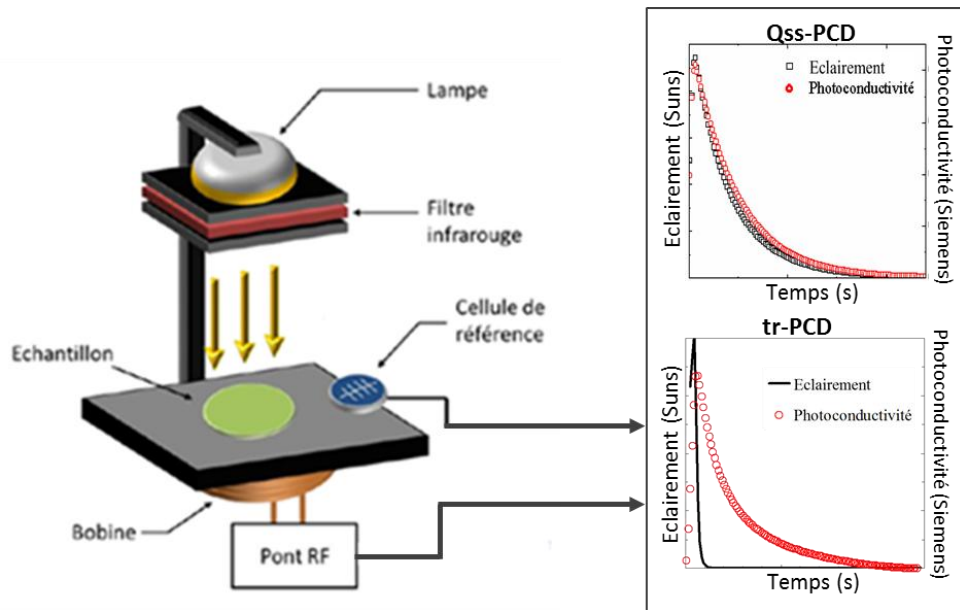 Lampe
Filtre
infrarouge
Cellule de
référence
Echantillon
Bobine
Pont RF
Qss-PCD
Eclairement (Suns)
Eclairement
Photoconductivité
Photoconductivité (Siemens)
Temps (s)
tr-PCD
Eclairement (Suns)
Eclairement
Photoconductivité
Photoconductivité (Siemens)
Temps (s)